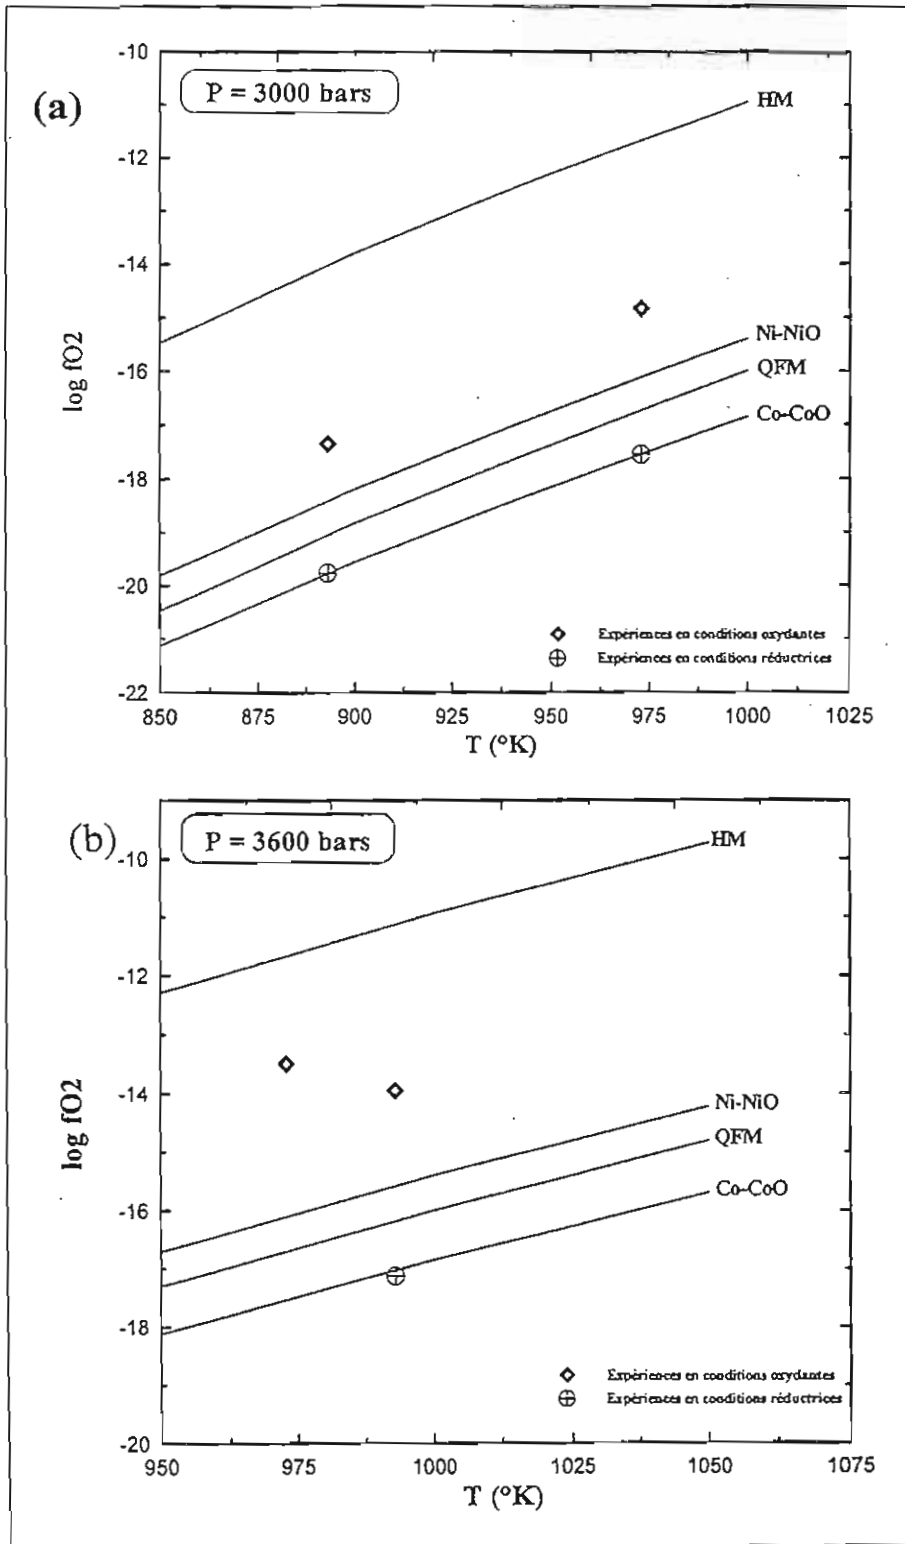 (a)
P = 3000 bars
-10
HM
-12
-14
Ni-NiO
-16
QFM
log fO2
Co-CoO
-18
-20
Expériences en conditions oxydantes
Expériences en conditions réductrices
-22
850 875 900 925 950 975 1000 1025
T (°K)
(b)
P = 3600 bars
HM
-10
-12
-14
Ni-NiO
QFM
log fO2
Co-CoO
-16
-18
Expériences en conditions oxydantes
Expériences en conditions réductrices
-20
950 975 1000 1025 1050 1075
T (°K)